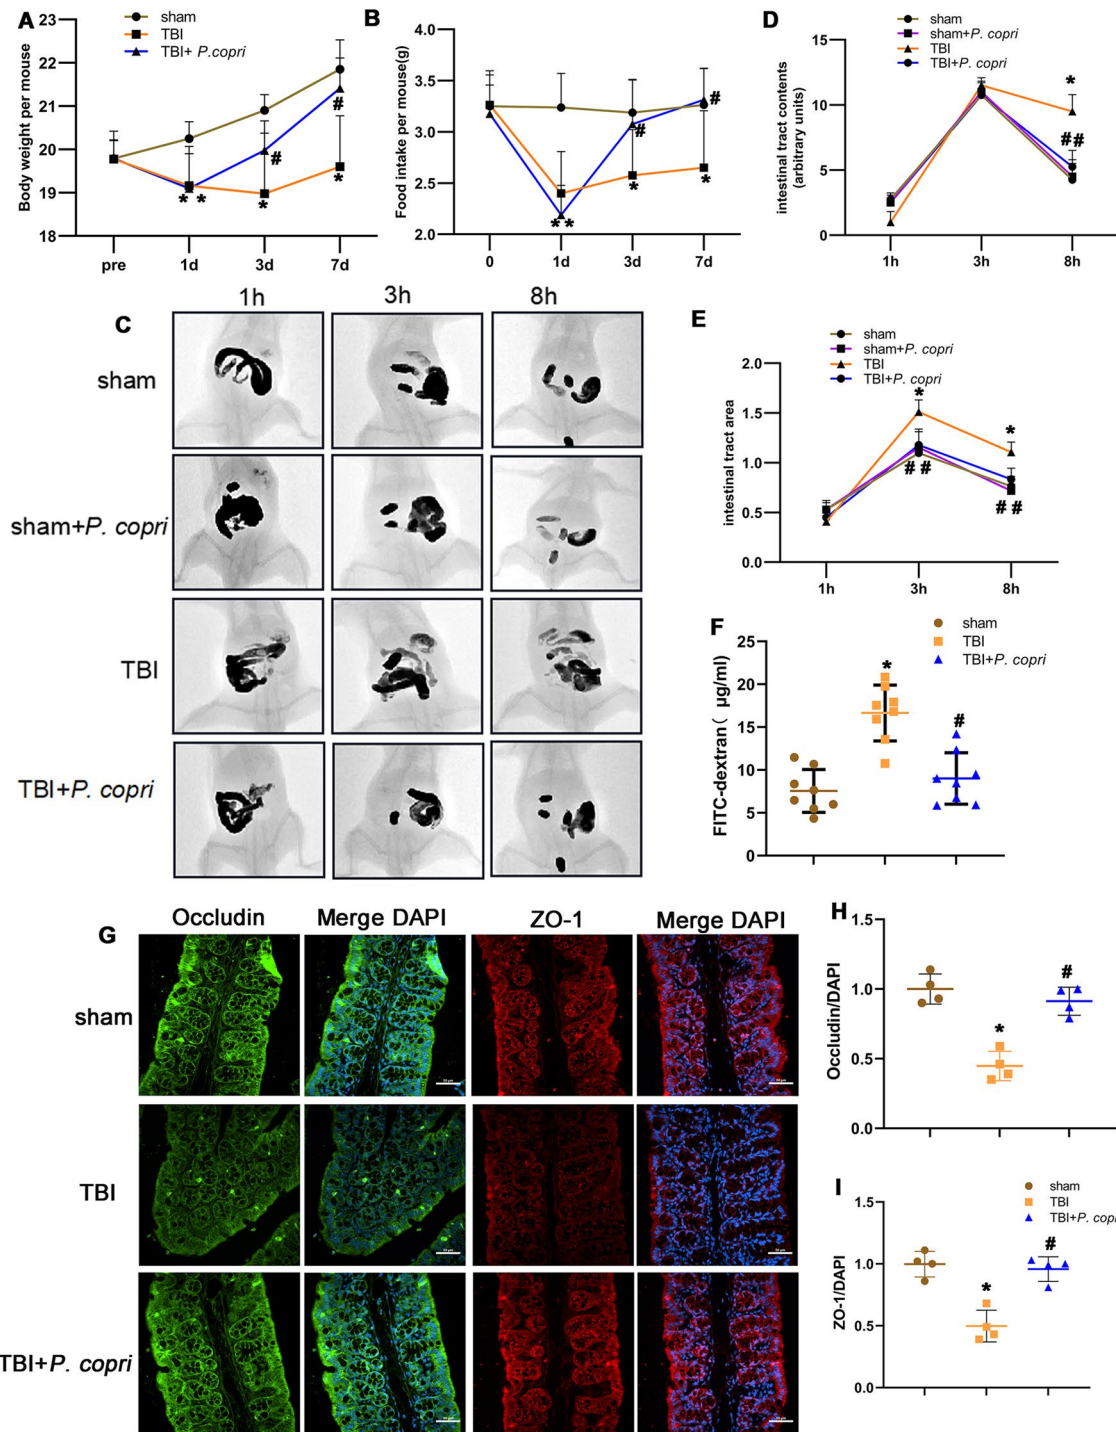 A
Body weight per mouse
sham
TBI
TBI+ P.copri
23
22
21
20
19
18
pre
1d
3d
7d
* *
*
#
*
#
B
Food intake per mouse(g)
4.0
3.5
3.0
2.5
2.0
0
1d
3d
7d
**
*
#
*
#
D
intestinal tract contents
(arbitrary units)
sham
sham+P. copri
TBI
TBI+P. copri
15
10
5
0
1h
3h
8h
*
##
C
1h
3h
8h
sham
sham+P. copri
TBI
TBI+P. copri
E
intestinal tract area
sham
sham+P. copri
TBI
TBI+P. copri
2.0
1.5
1.0
0.5
0.0
1h
3h
8h
*
*
# #
# #
F
FITC-dextran( μg/ml)
sham
TBI
TBI+P. copri
25
20
15
10
5
0
*
#
G
Occludin
Merge DAPI
ZO-1
Merge DAPI
sham
TBI
TBI+P. copri
H
Occludin/DAPI
1.5
1.0
0.5
0.0
*
#
I
ZO-1/DAPI
sham
TBI
TBI+P. copri
1.5
1.0
0.5
0.0
*
#